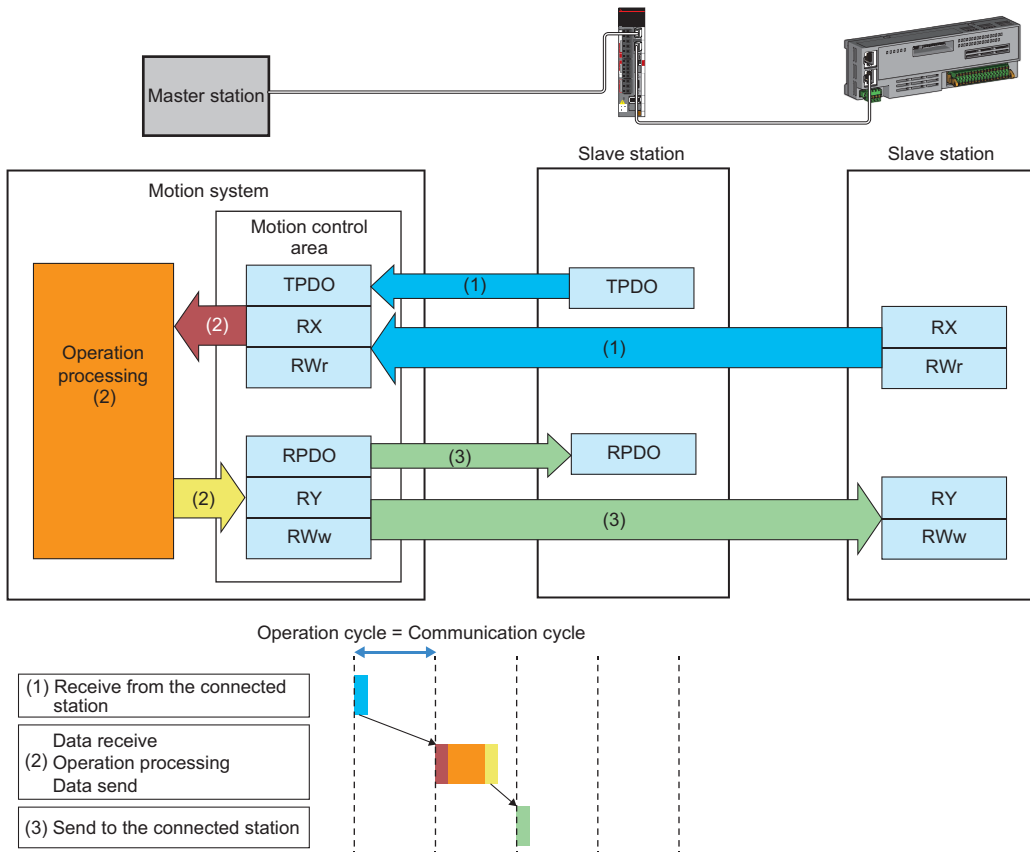 Master station
Slave station
Slave station
Motion system
Motion control
area
TPDO
(1)
TPDO
(2)
RX
RX
(1)
Operation
processing
(2)
RWr
RWr
RPDO
(3)
RPDO
(2)
RY
RY
(3)
RWw
RWw
Operation cycle = Communication cycle
(1) Receive from the connected
station
Data receive
(2) Operation processing
Data send
(3) Send to the connected station